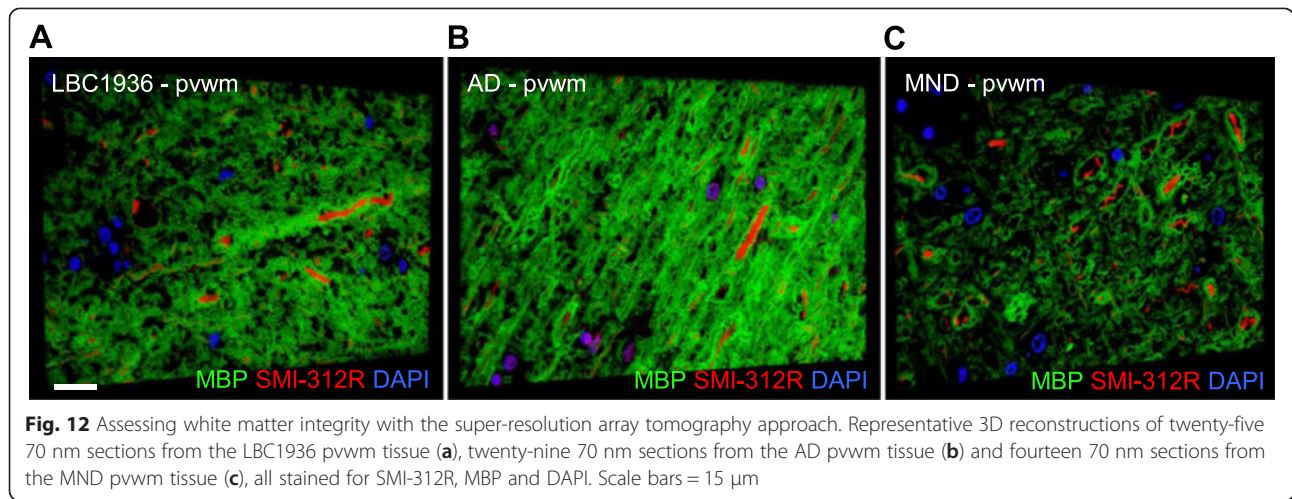 A B C
LBC1936 - pvwm AD - pvwm MND - pvwm
MBP SMI-312R DAPI MBP SMI-312R DAPI MBP SMI-312R DAPI
Fig. 12 Assessing white matter integrity with the super-resolution array tomography approach. Representative 3D reconstructions of twenty-five
70 nm sections from the LBC1936 pvwm tissue (a), twenty-nine 70 nm sections from the AD pvwm tissue (b) and fourteen 70 nm sections from
the MND pvwm tissue (c), all stained for SMI-312R, MBP and DAPI. Scale bars = 15 μm